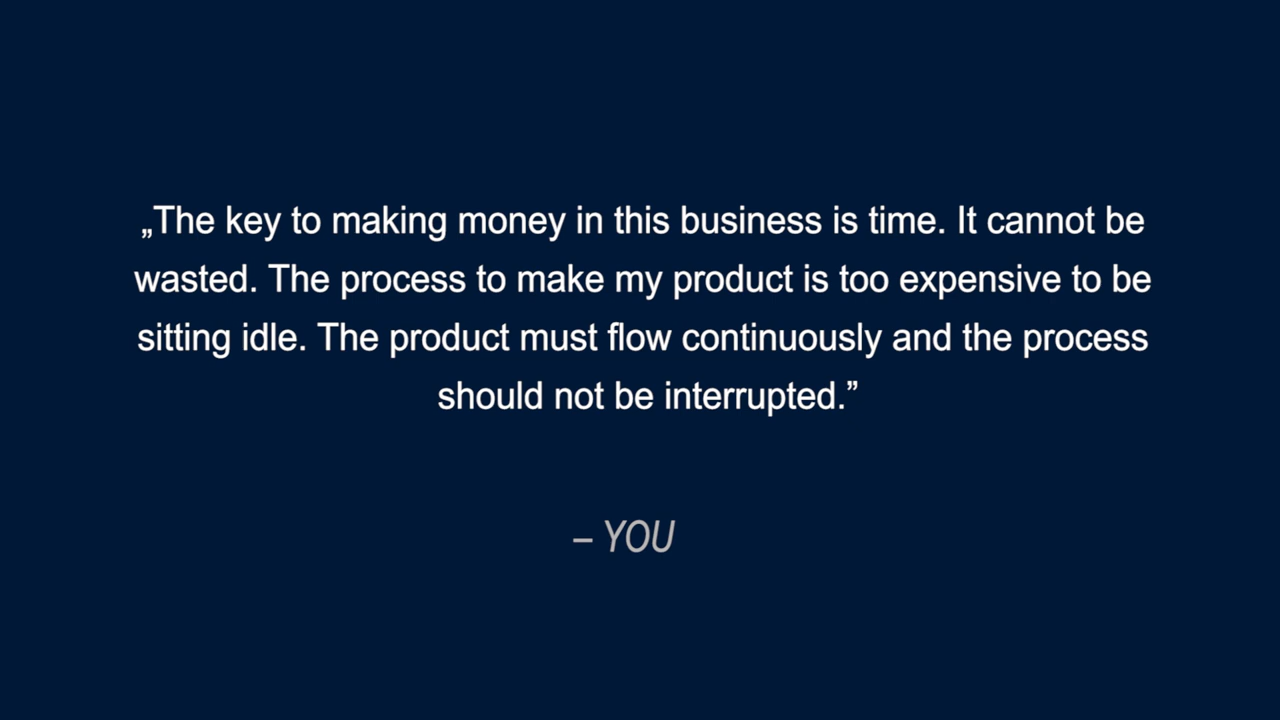 „The key to making money in this business is time. It cannot be
wasted. The process to make my product is too expensive to be
sitting idle. The product must flow continuously and the process
should not be interrupted.”
– YOU